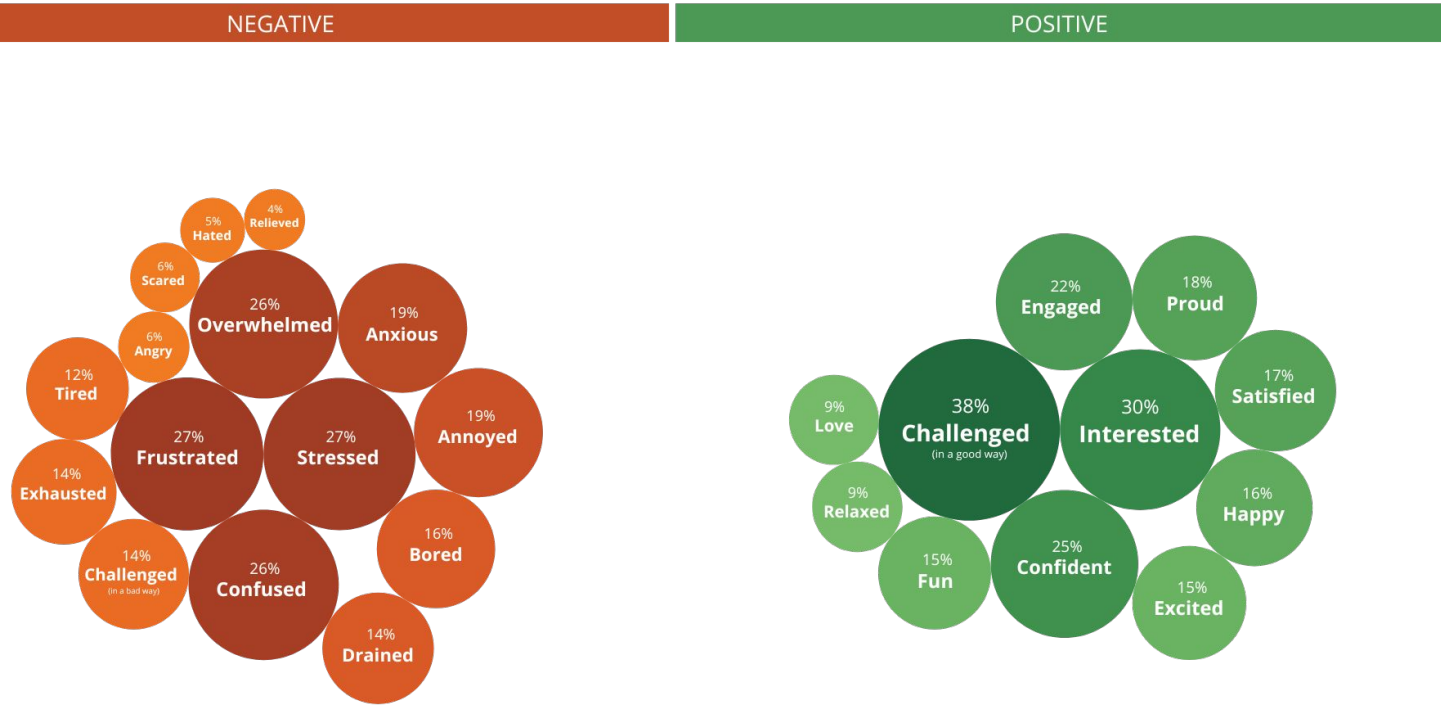 NEGATIVE
POSITIVE
4%
Relieved
5%
Hated
6%
Scared
26%
Overwhelmed
19%
Anxious
6%
Angry
12%
Tired
27%
Frustrated
27%
Stressed
19%
Annoyed
14%
Exhausted
16%
Bored
14%
Challenged
(in a bad way)
26%
Confused
14%
Drained
22%
Engaged
18%
Proud
17%
Satisfied
9%
Love
38%
Challenged
(in a good way)
30%
Interested
9%
Relaxed
16%
Happy
15%
Fun
25%
Confident
15%
Excited